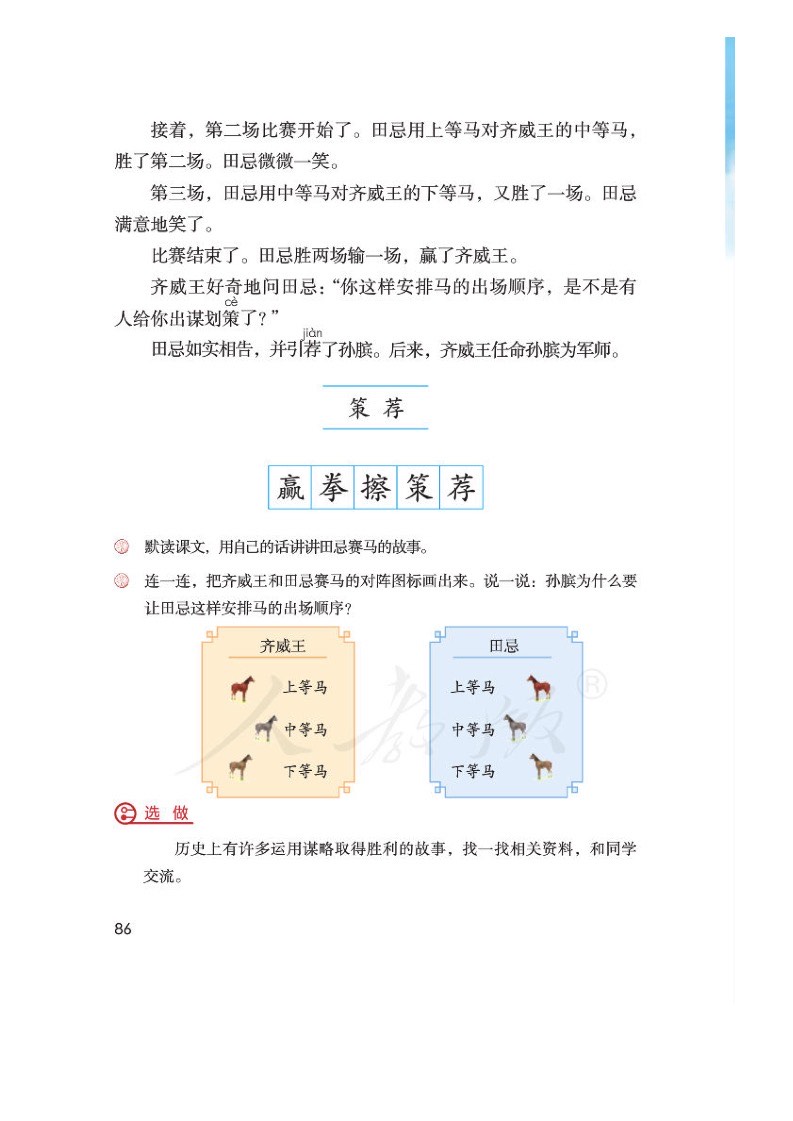 接着，第二场比赛开始了。田忌用上等马对齐威王的中等马，
胜了第二场。田忌微微一笑。
第三场，田忌用中等马对齐威王的下等马，又胜了一场。田忌
满意地笑了。
比赛结束了。田忌胜两场输一场，赢了齐威王。
齐威王好奇地问田忌：“你这样安排马的出场顺序，是不是有
cè
人给你出谋划策了？”
jiàn
田忌如实相告，并引荐了孙膑。后来，齐威王任命孙膑为军师。
策 荐
赢 拳 擦 策 荐
默读课文，用自己的话讲讲田忌赛马的故事。
连一连，把齐威王和田忌赛马的对阵图标画出来。说一说：孙膑为什么要
让田忌这样安排马的出场顺序？
齐威王 田忌
上等马 上等马
中等马 中等马
下等马 下等马
人教版®
选 做
历史上有许多运用谋略取得胜利的故事，找一找相关资料，和同学
交流。
86